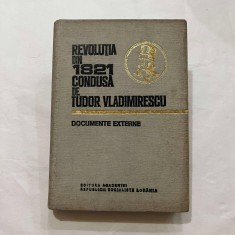 REVOLUȚIA
DIN
1821
CONDUSĂ
DE
TUDOR VLADIMIRESCU
DOCUMENTE EXTERNE
EDITURA ACADEMIEI
REPUBLICII SOCIALISTE ROMÂNIA